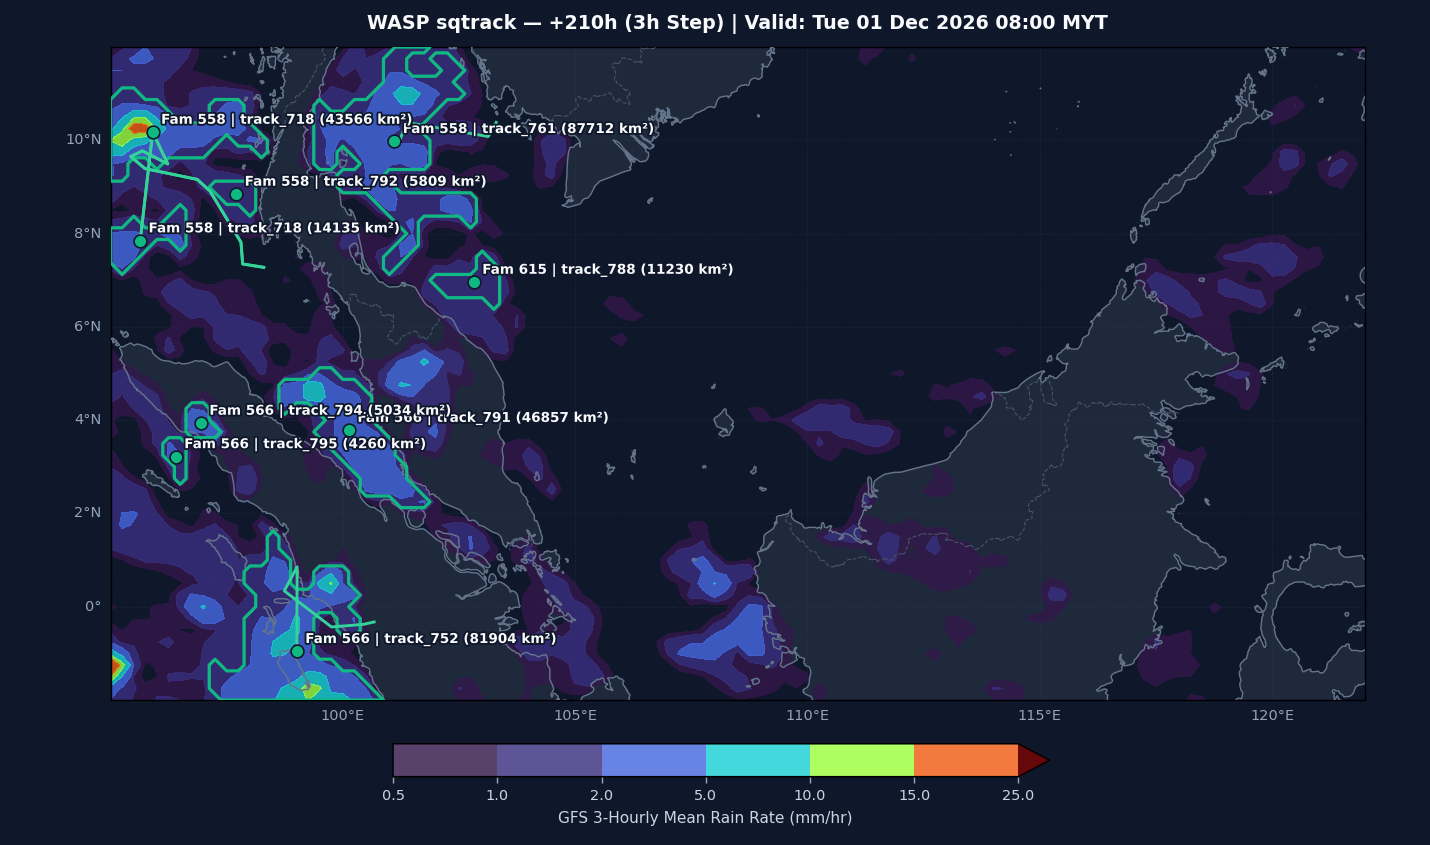 WASP sqtrack — +210h (3h Step) | Valid: Tue 01 Dec 2026 08:00 MYT
Fam 558 | track_718 (43566 km²)
Fam 558 | track_761 (87712 km²)
10°N
Fam 558 | track_792 (5809 km²)
Fam 558 | track_718 (14135 km²)
8°N
Fam 615 | track_788 (11230 km²)
6°N
Fam 566 | track_794 (5034 km²)
Fam 566 | track_791 (46857 km²)
4°N
Fam 566 | track_795 (4260 km²)
2°N
0°
Fam 566 | track_752 (81904 km²)
100°E 105°E 110°E 115°E 120°E
0.5 1.0 2.0 5.0 10.0 15.0 25.0
GFS 3-Hourly Mean Rain Rate (mm/hr)